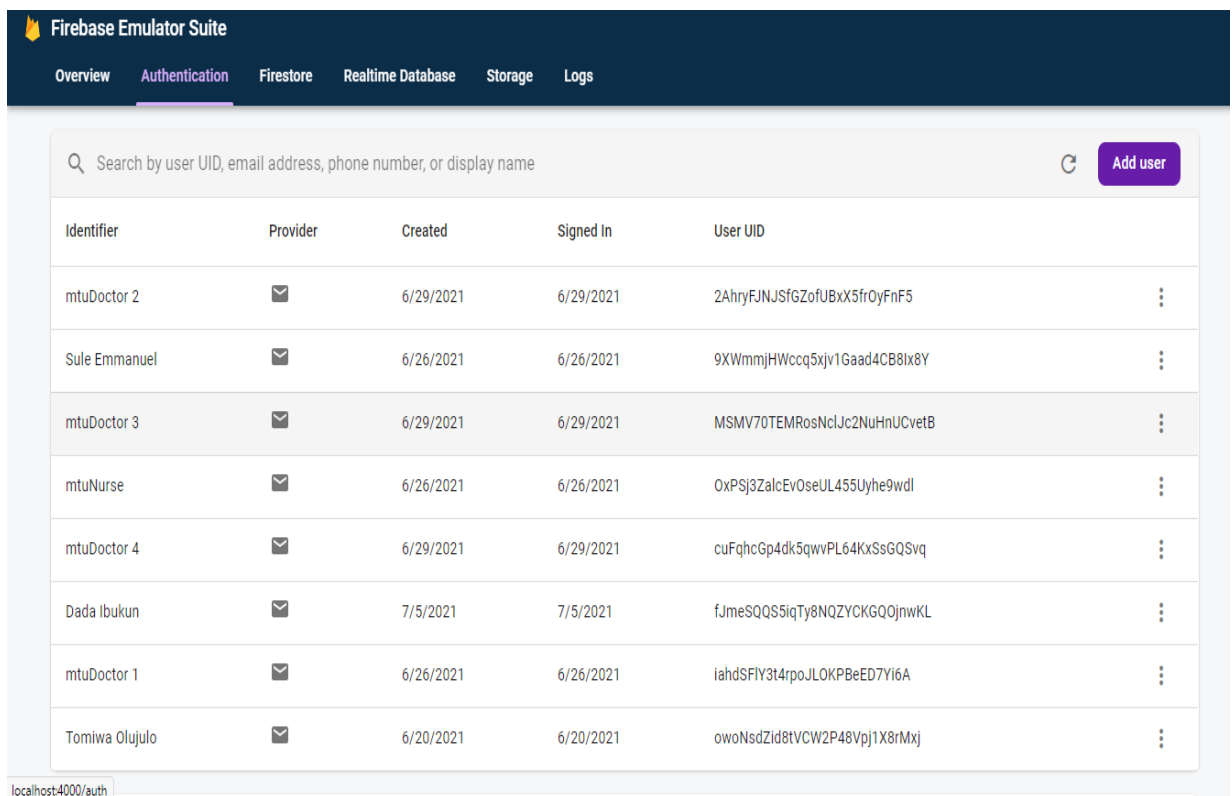 Firebase Emulator Suite
Overview Authentication Firestore Realtime Database Storage Logs
Search by user UID, email address, phone number, or display name Add user
Identifier Provider Created Signed In User UID
mtuDoctor 2 6/29/2021 6/29/2021 2AhryFJNJSfGZofUBxX5frOyFnF5
Sule Emmanuel 6/26/2021 6/26/2021 9XWmmjHWccq5xjv1Gaad4CB8Ix8Y
mtuDoctor 3 6/29/2021 6/29/2021 MSMV70TEMRosNclJc2NuHnUCvetB
mtuNurse 6/26/2021 6/26/2021 OxPSj3ZalcEvOseUL455Uyhe9wdl
mtuDoctor 4 6/29/2021 6/29/2021 cuFqhcGp4dk5qwvPL64KxSsGQSvq
Dada Ibukun 7/5/2021 7/5/2021 fJmeSQQS5iqTy8NQZYCKGQOjnwKL
mtuDoctor 1 6/26/2021 6/26/2021 iahdSFlY3t4rpoJLOKPBeED7Yi6A
Tomiwa Olujulo 6/20/2021 6/20/2021 owoNsdZid8tVCW2P48Vpj1X8rMxj
localhost:4000/auth